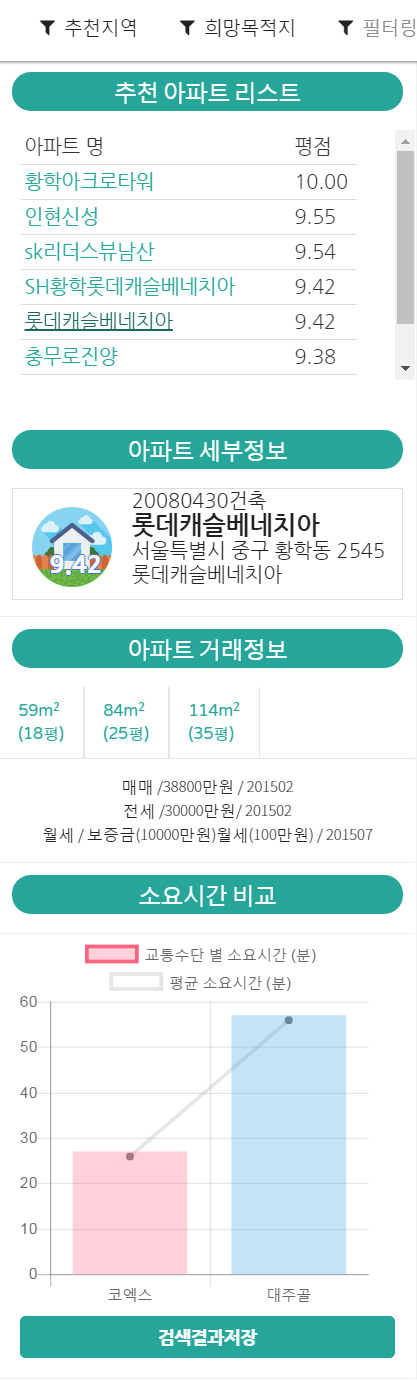 추천지역 희망목적지 필터링
추천 아파트 리스트
아파트 명 평점
황학아크로타워 10.00
인현신성 9.55
sk리더스뷰남산 9.54
SH황학롯데캐슬베네치아 9.42
롯데캐슬베네치아 9.42
충무로진양 9.38
아파트 세부정보
9.42
20080430건축
롯데캐슬베네치아
서울특별시 중구 황학동 2545
롯데캐슬베네치아
아파트 거래정보
59m² 84m² 114m²
(18평) (25평) (35평)
매매 /38800만원 / 201502
전세 /30000만원/ 201502
월세 / 보증금(10000만원)월세(100만원) / 201507
소요시간 비교
교통수단 별 소요시간 (분)
평균 소요시간 (분)
60
50
40
30
20
10
0
코엑스 대주골
검색결과저장